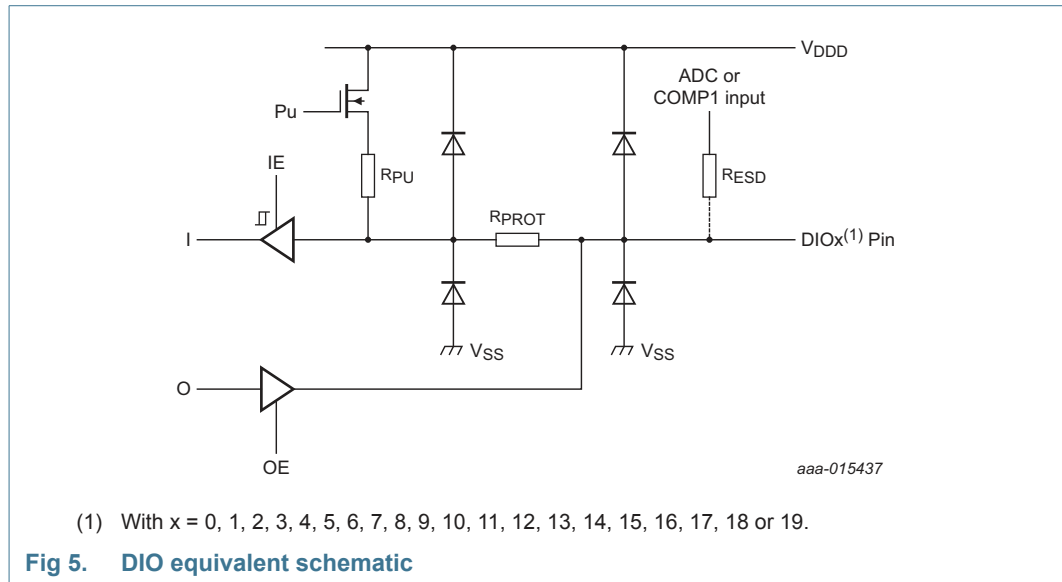 VDDD
ADC or
COMP1 input
Pu
IE
RPU
RESD
RPROT
I
DIOx(1) Pin
VSS
VSS
O
OE
aaa-015437
(1) With x = 0, 1, 2, 3, 4, 5, 6, 7, 8, 9, 10, 11, 12, 13, 14, 15, 16, 17, 18 or 19.
Fig 5. DIO equivalent schematic